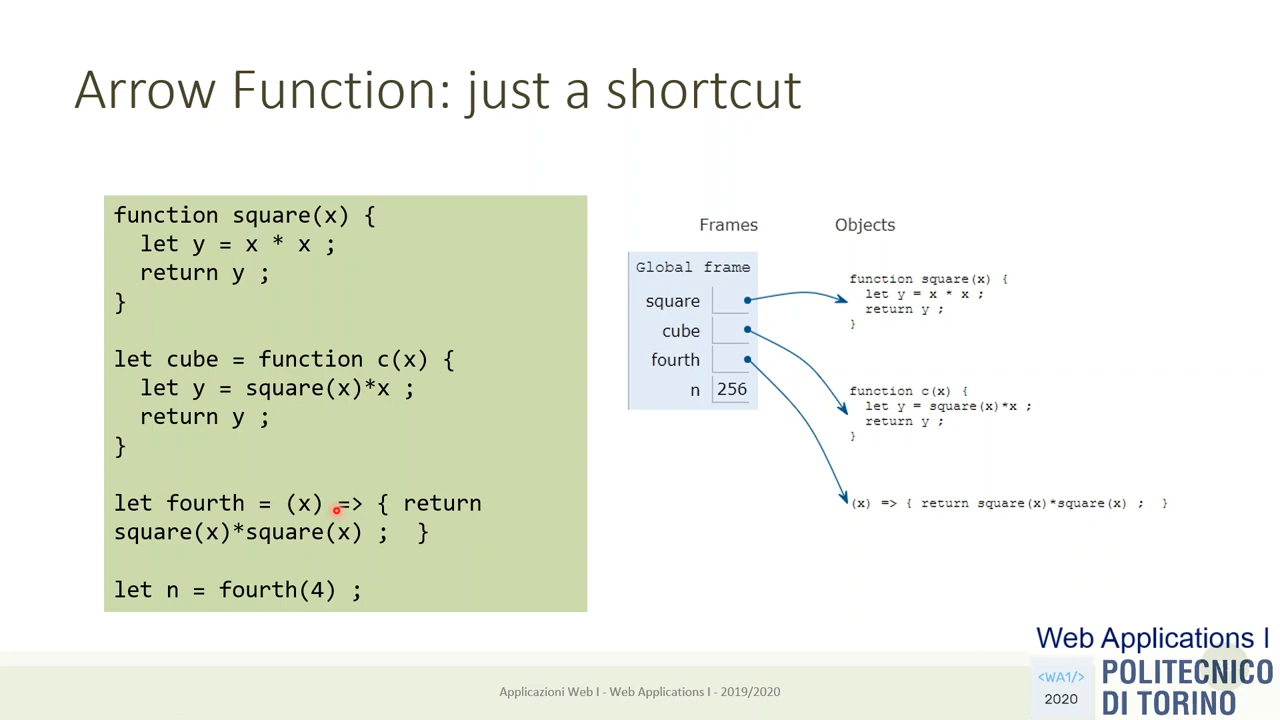 Arrow Function: just a shortcut
function square(x) {
let y = x * x ;
return y ;
}
let cube = function c(x) {
let y = square(x)*x ;
return y ;
}
let fourth = (x) => { return
square(x)*square(x) ;  }
let n = fourth(4) ;
Frames
Objects
Global frame
square
cube
fourth
n 256
function square(x) {
let y = x * x ;
return y ;
}
function c(x) {
let y = square(x)*x ;
return y ;
}
(x) => { return square(x)*square(x) ;  }
Applicazioni Web I - Web Applications I - 2019/2020
Web Applications I
<WA1/>
2020
POLITECNICO
DI TORINO